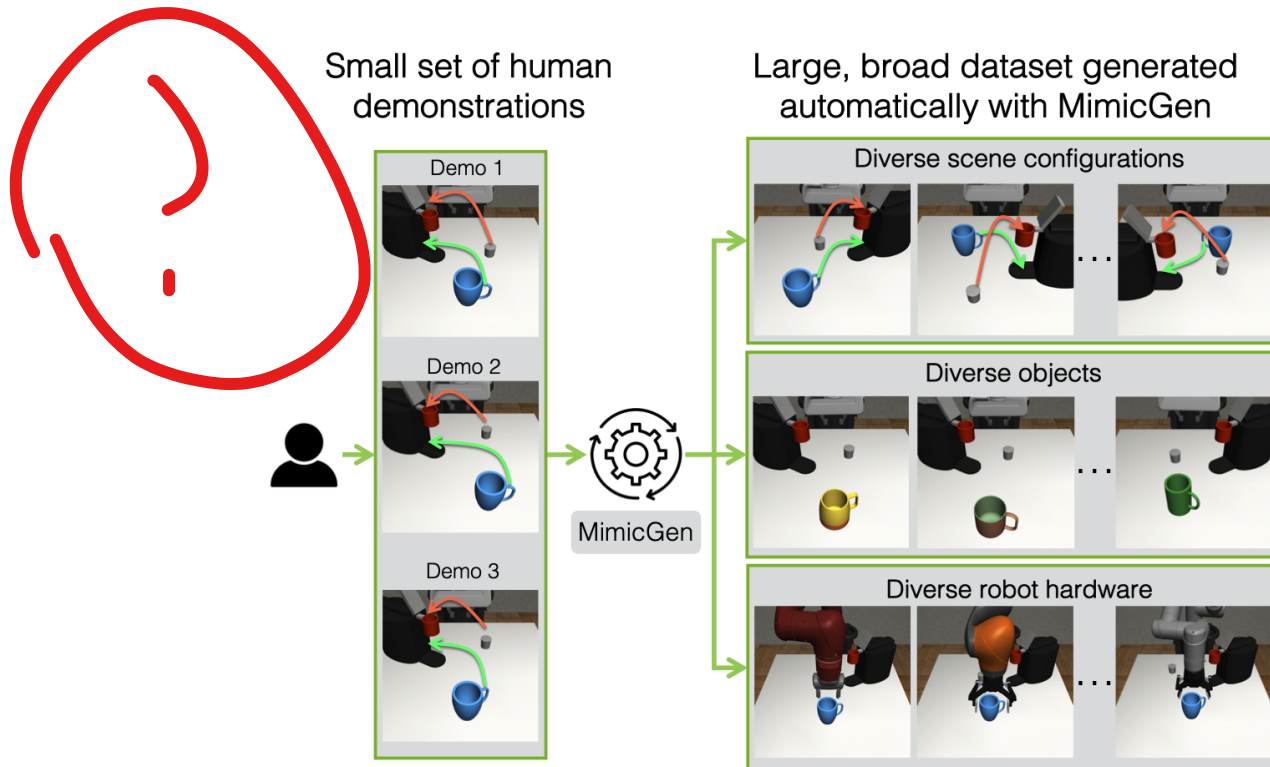 Small set of human
demonstrations
Large, broad dataset generated
automatically with MimicGen
Demo 1
Demo 2
Demo 3
MimicGen
Diverse scene configurations
...
Diverse objects
...
Diverse robot hardware
...
?